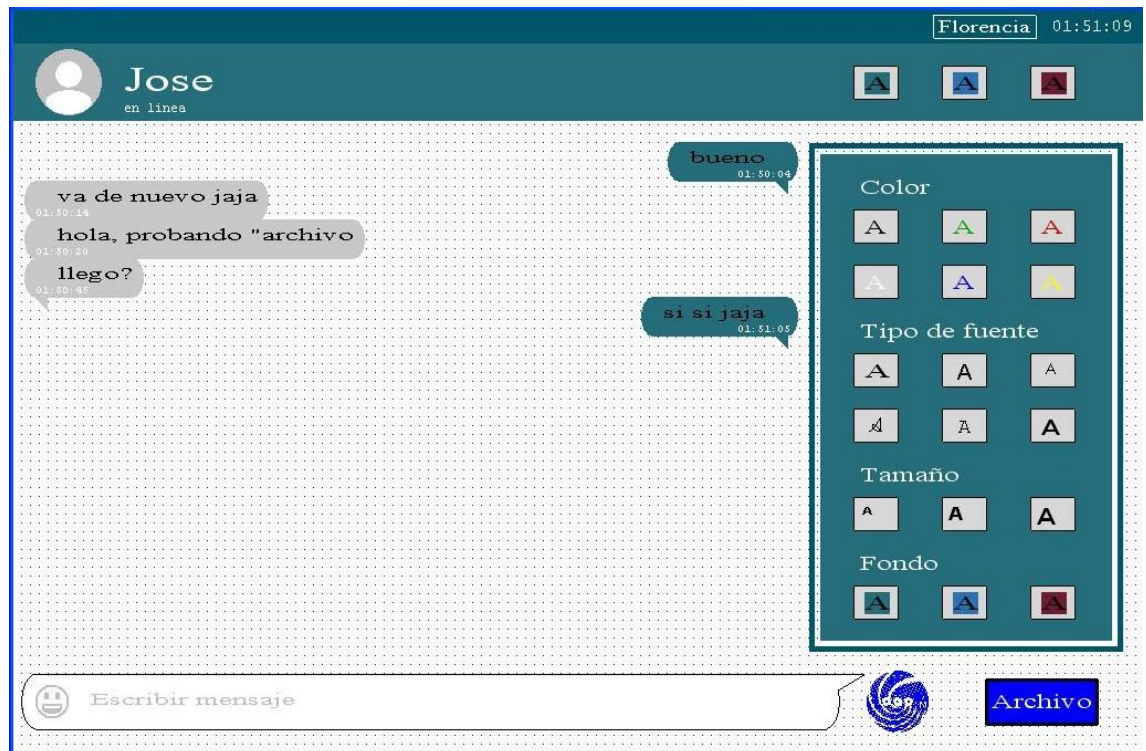 Florencia 01:51:09
Jose
en linea
A A A
bueno
01:50:04
va de nuevo jaja
01:50:14
hola, probando "archivo
01:50:20
llego?
01:50:45
si si jaja
01:51:05
Color
A A A
A A A
Tipo de fuente
A A A
A A A
Tamaño
A A A
Fondo
A A A
Escribir mensaje
Archivo